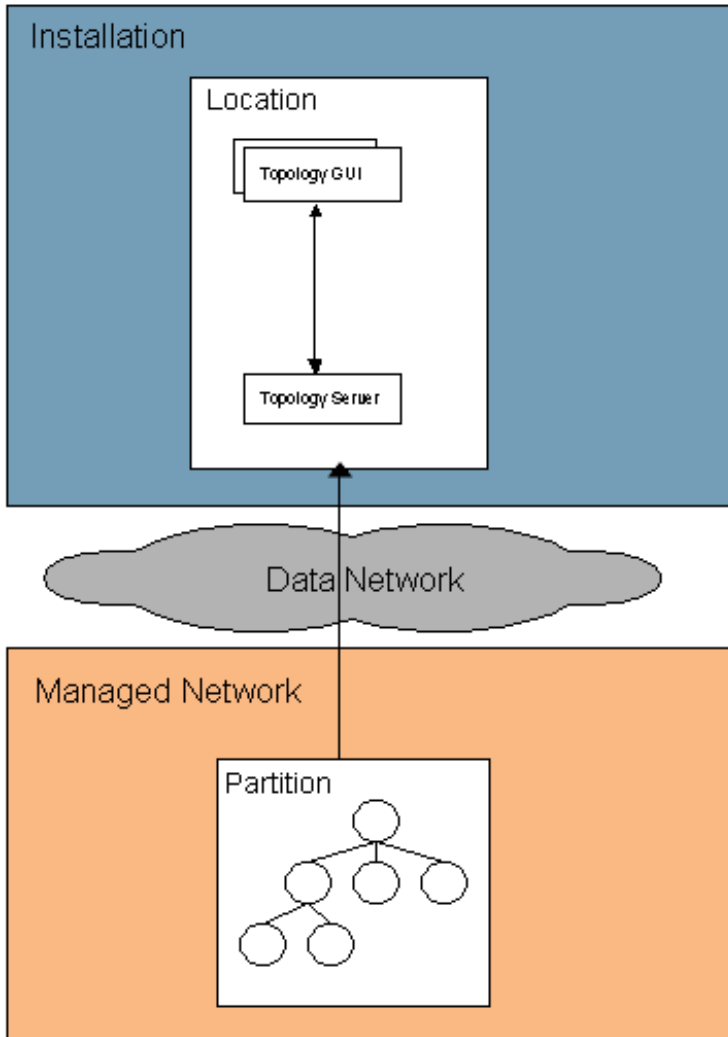 Installation
Location
Topology GUI
Topology Server
Data Network
Managed Network
Partition